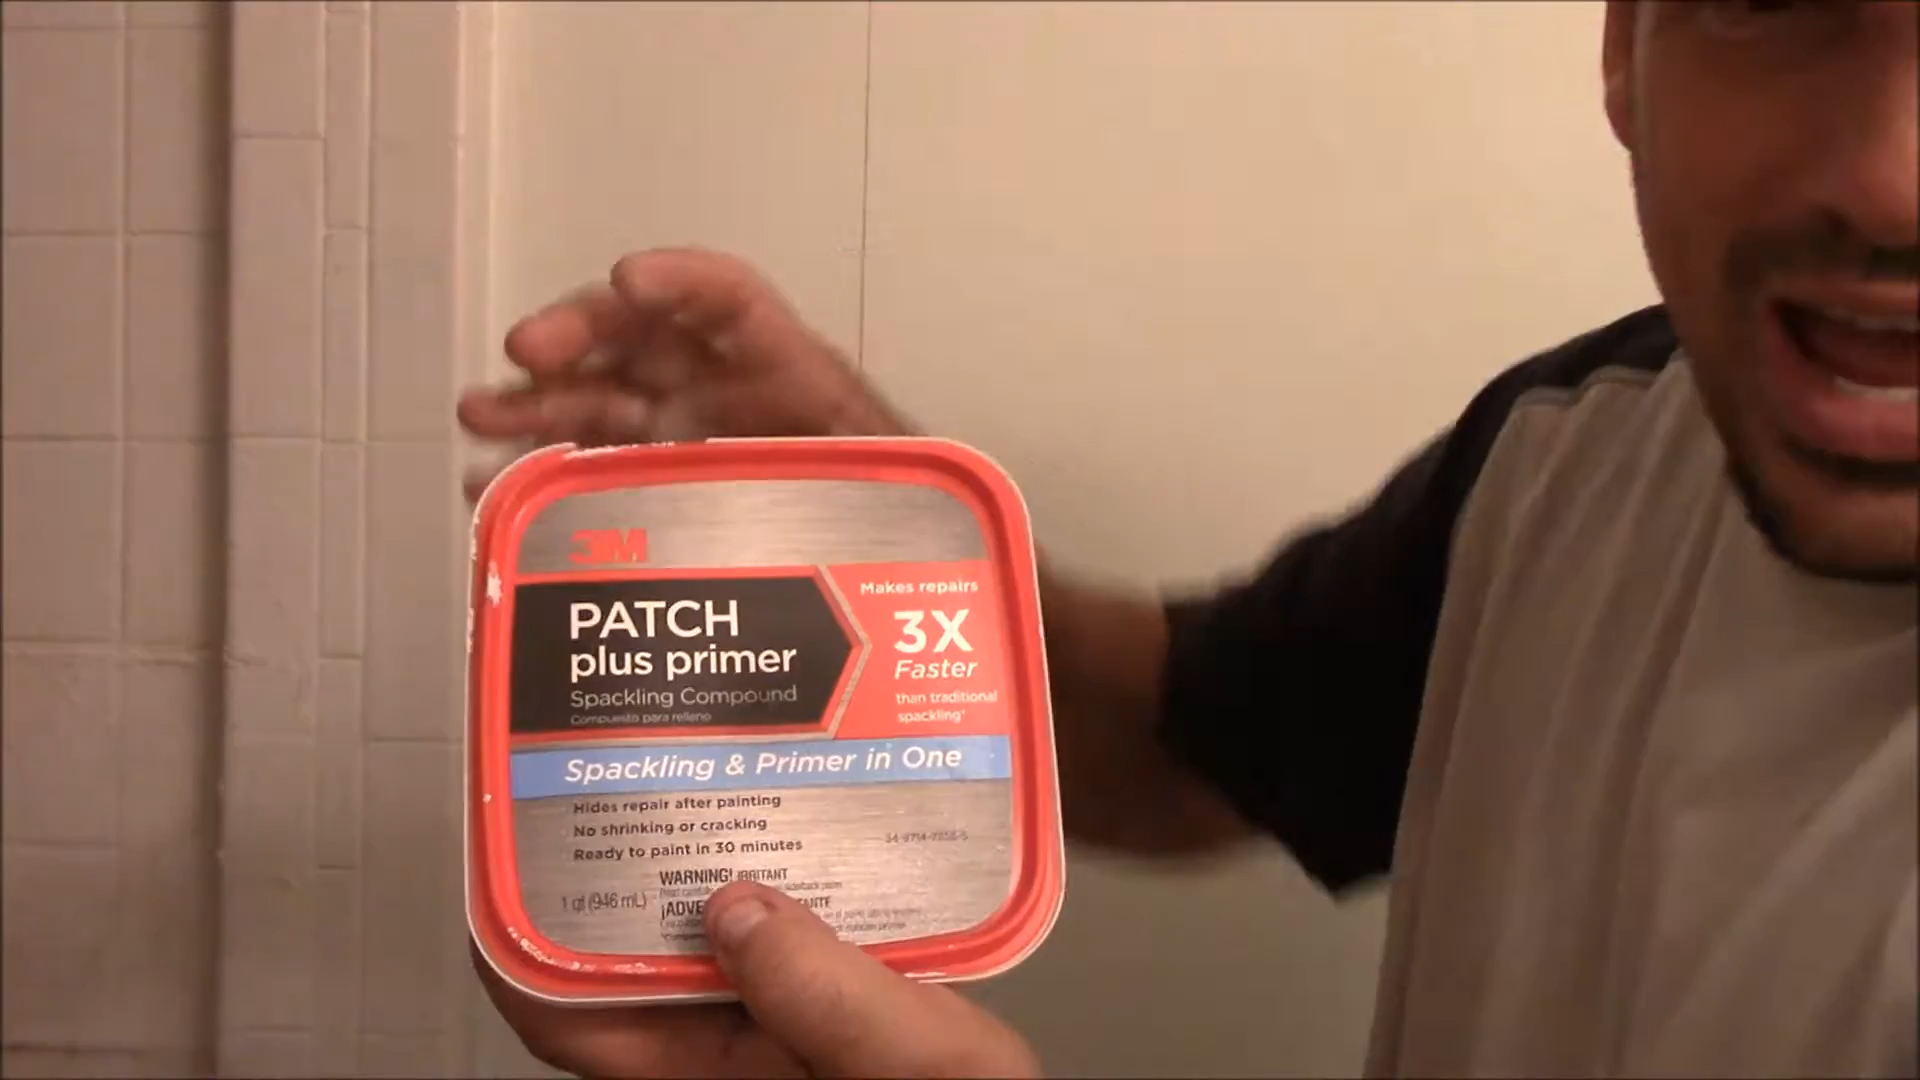 3M
PATCH
plus primer
Spackling Compound
Compuesto para relleno
Makes repairs
3X
Faster
than traditional
spackling*
Spackling & Primer in One
Hides repair after painting
No shrinking or cracking
Ready to paint in 30 minutes
WARNING! IRRITANT
1 qt (946 mL)
¡ADVE